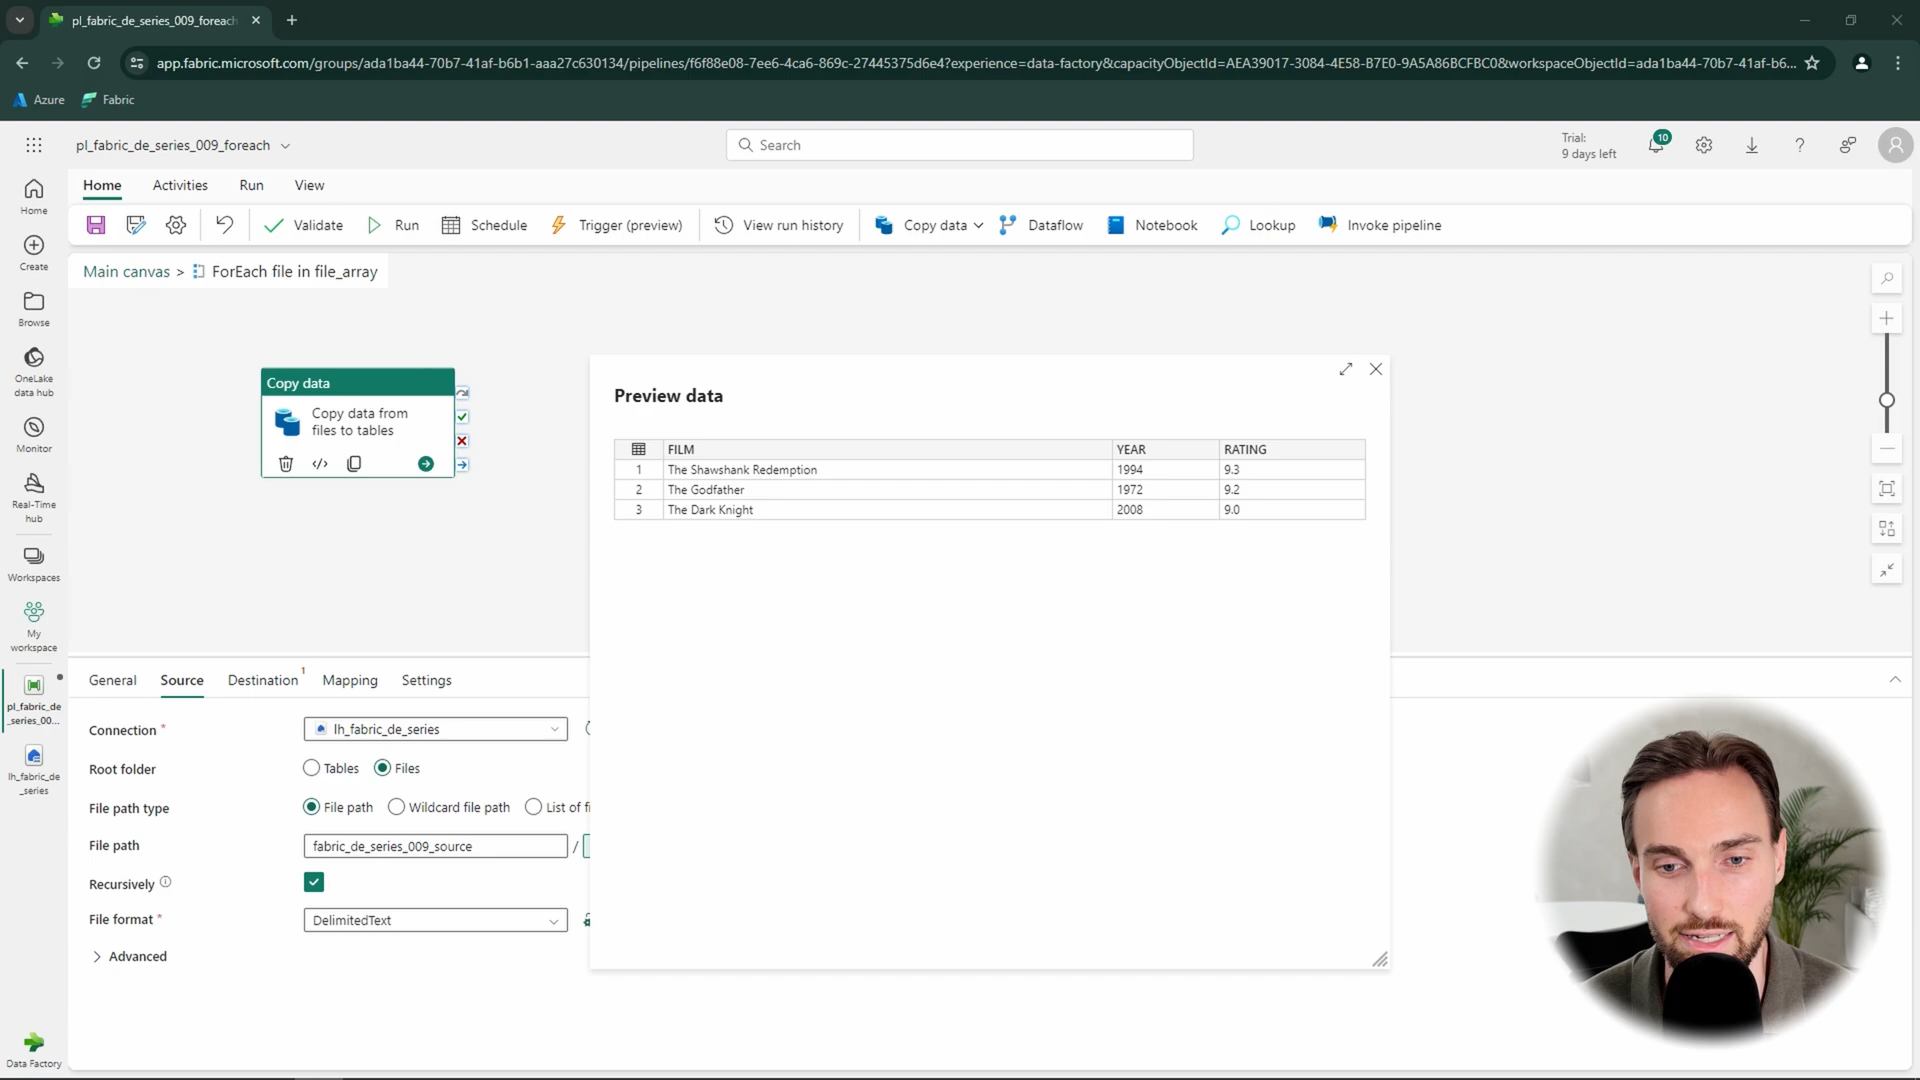 pl_fabric_de_series_009_foreach
app.fabric.microsoft.com/groups/ada1ba44-70b7-41af-b6b1-aaa27c630134/pipelines/f6f88e08-7ee6-4ca6-869c-27445375d6e4?experience=data-factory&capacityObjectId=AEA39017-3084-4E58-B7E0-9A5A86BCFBC0&workspaceObjectId=ada1ba44-70b7-41af-b6...
Azure
Fabric
pl_fabric_de_series_009_foreach
Search
Trial:
9 days left
10
Home
Activities
Run
View
Validate
Run
Schedule
Trigger (preview)
View run history
Copy data
Dataflow
Notebook
Lookup
Invoke pipeline
Main canvas > ForEach file in file_array
Home
Create
Browse
OneLake
data hub
Monitor
Real-Time
hub
Workspaces
My
workspace
pl_fabric_de
_series_00...
lh_fabric_de
_series
Data Factory
Copy data
Copy data from
files to tables
Preview data
FILM YEAR RATING
1 The Shawshank Redemption 1994 9.3
2 The Godfather 1972 9.2
3 The Dark Knight 2008 9.0
General
Source
Destination 1
Mapping
Settings
Connection *
lh_fabric_de_series
Root folder
Tables
Files
File path type
File path
Wildcard file path
List of fi
File path
fabric_de_series_009_source /
Recursively
File format *
DelimitedText
Advanced